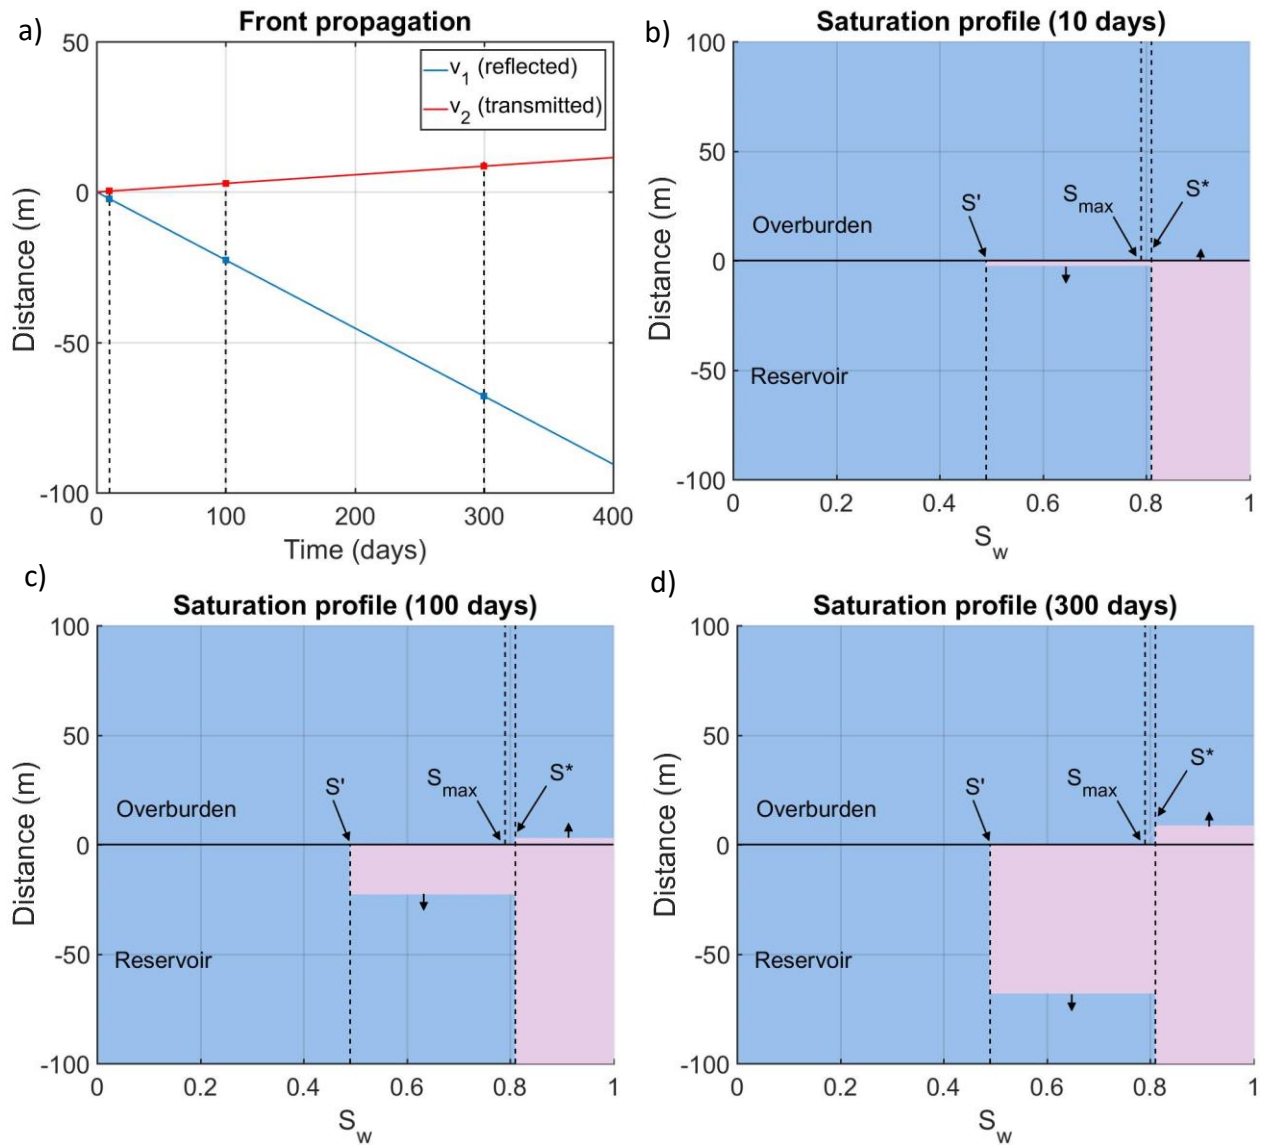 a)
Front propagation
v1 (reflected)
v2 (transmitted)
50
0
-50
-100
Distance (m)
0 100 200 300 400
Time (days)
b)
Saturation profile (10 days)
100
50
0
-50
-100
Distance (m)
S'
Smax
S*
Overburden
Reservoir
0 0.2 0.4 0.6 0.8 1
Sw
c)
Saturation profile (100 days)
100
50
0
-50
-100
Distance (m)
S'
Smax
S*
Overburden
Reservoir
0 0.2 0.4 0.6 0.8 1
Sw
d)
Saturation profile (300 days)
100
50
0
-50
-100
Distance (m)
S'
Smax
S*
Overburden
Reservoir
0 0.2 0.4 0.6 0.8 1
Sw